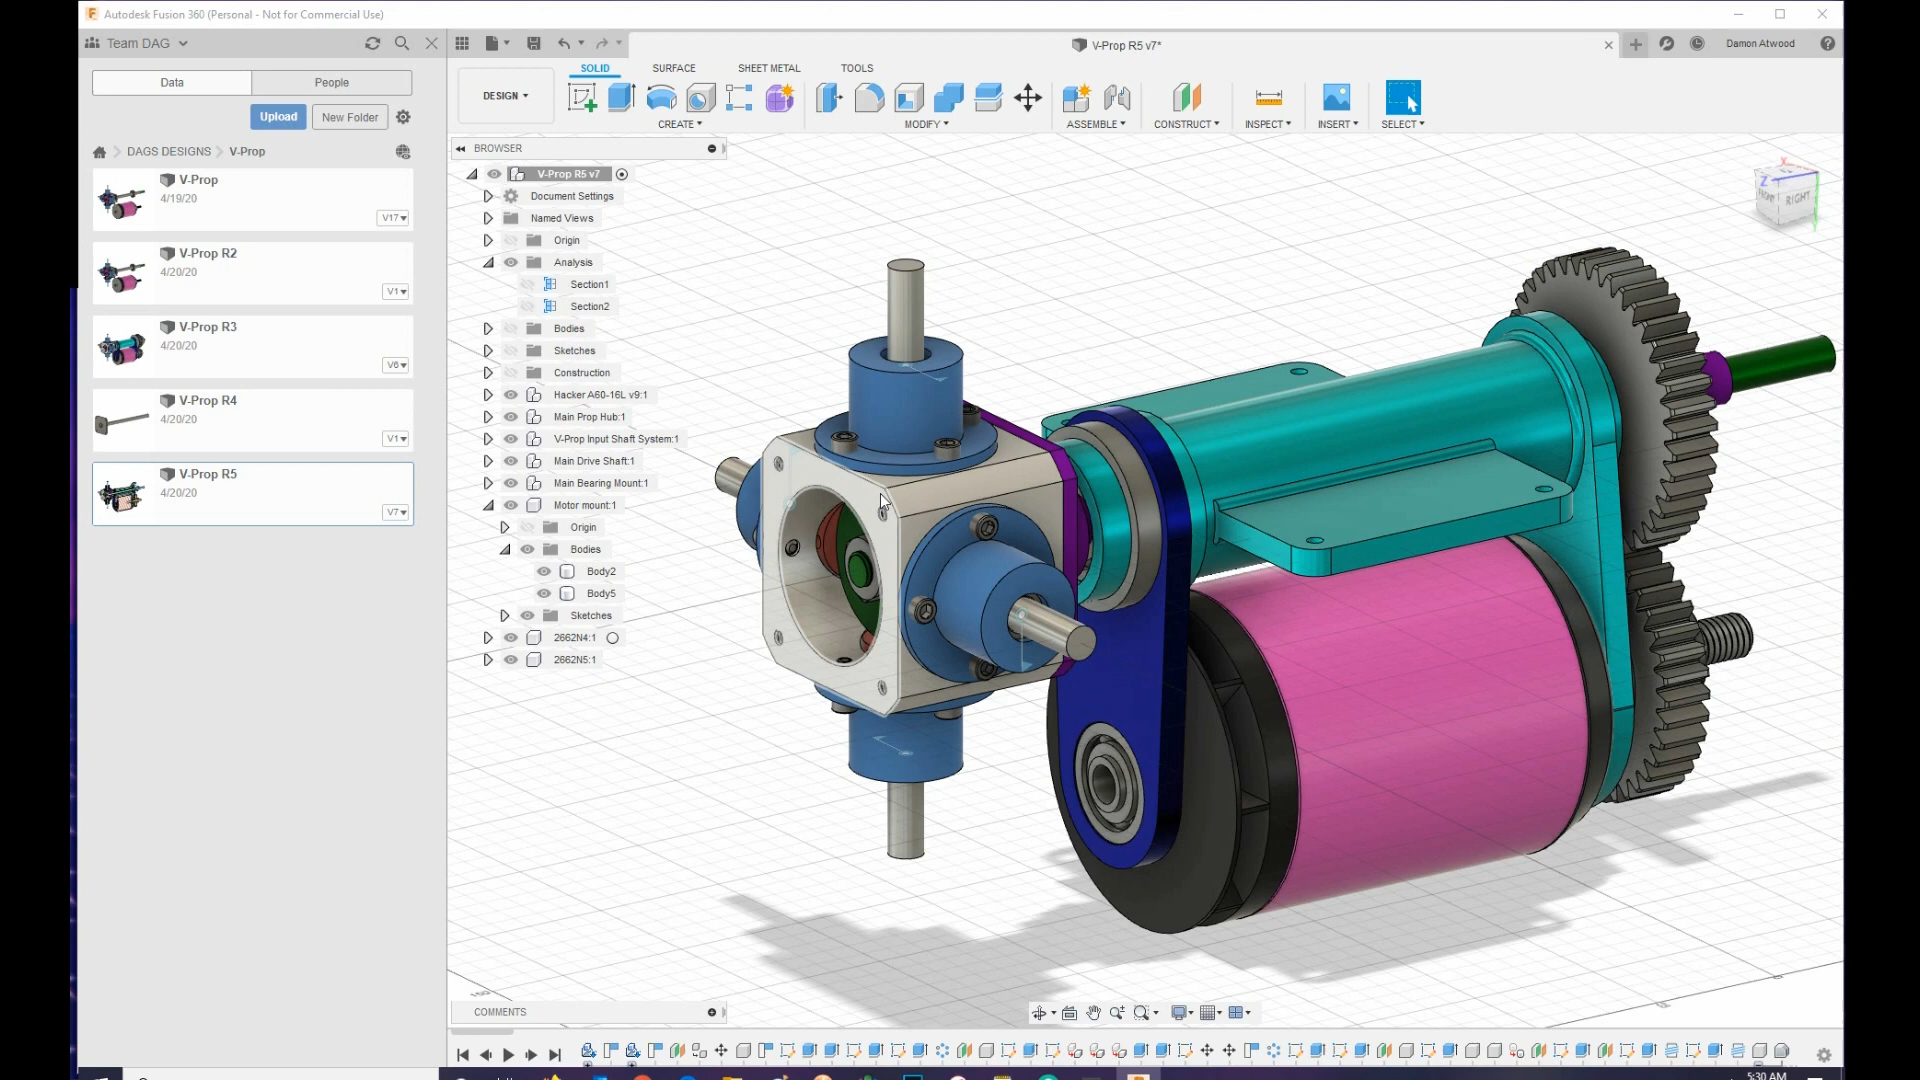 Autodesk Fusion 360 (Personal - Not for Commercial Use)
Team DAG
V-Prop R5 v7*
Damon Atwood
Data
People
Upload
New Folder
DAGS DESIGNS
V-Prop
V-Prop
4/19/20
V17
V-Prop R2
4/20/20
V1
V-Prop R3
4/20/20
V6
V-Prop R4
4/20/20
V1
V-Prop R5
4/20/20
V7
DESIGN
SOLID
SURFACE
SHEET METAL
TOOLS
CREATE
MODIFY
ASSEMBLE
CONSTRUCT
INSPECT
INSERT
SELECT
BROWSER
V-Prop R5 v7
Document Settings
Named Views
Origin
Analysis
Section1
Section2
Bodies
Sketches
Construction
Hacker A60-16L v9:1
Main Prop Hub:1
V-Prop Input Shaft System:1
Main Drive Shaft:1
Main Bearing Mount:1
Motor mount:1
Origin
Bodies
Body2
Body5
Sketches
2662N4:1
2662N5:1
X
Z
FRONT
RIGHT
COMMENTS
5:30 AM